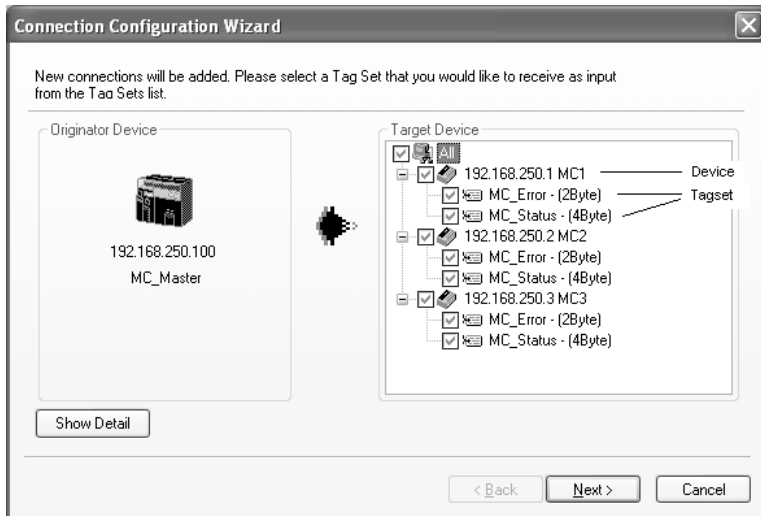 Connection Configuration Wizard
New connections will be added. Please select a Tag Set that you would like to receive as input
from the Tag Sets list.
Originator Device
192.168.250.100
MC_Master
Target Device
All
192.168.250.1 MC1
Device
MC_Error - (2Byte)
Tagset
MC_Status - (4Byte)
192.168.250.2 MC2
MC_Error - (2Byte)
MC_Status - (4Byte)
192.168.250.3 MC3
MC_Error - (2Byte)
MC_Status - (4Byte)
Show Detail
< Back
Next >
Cancel